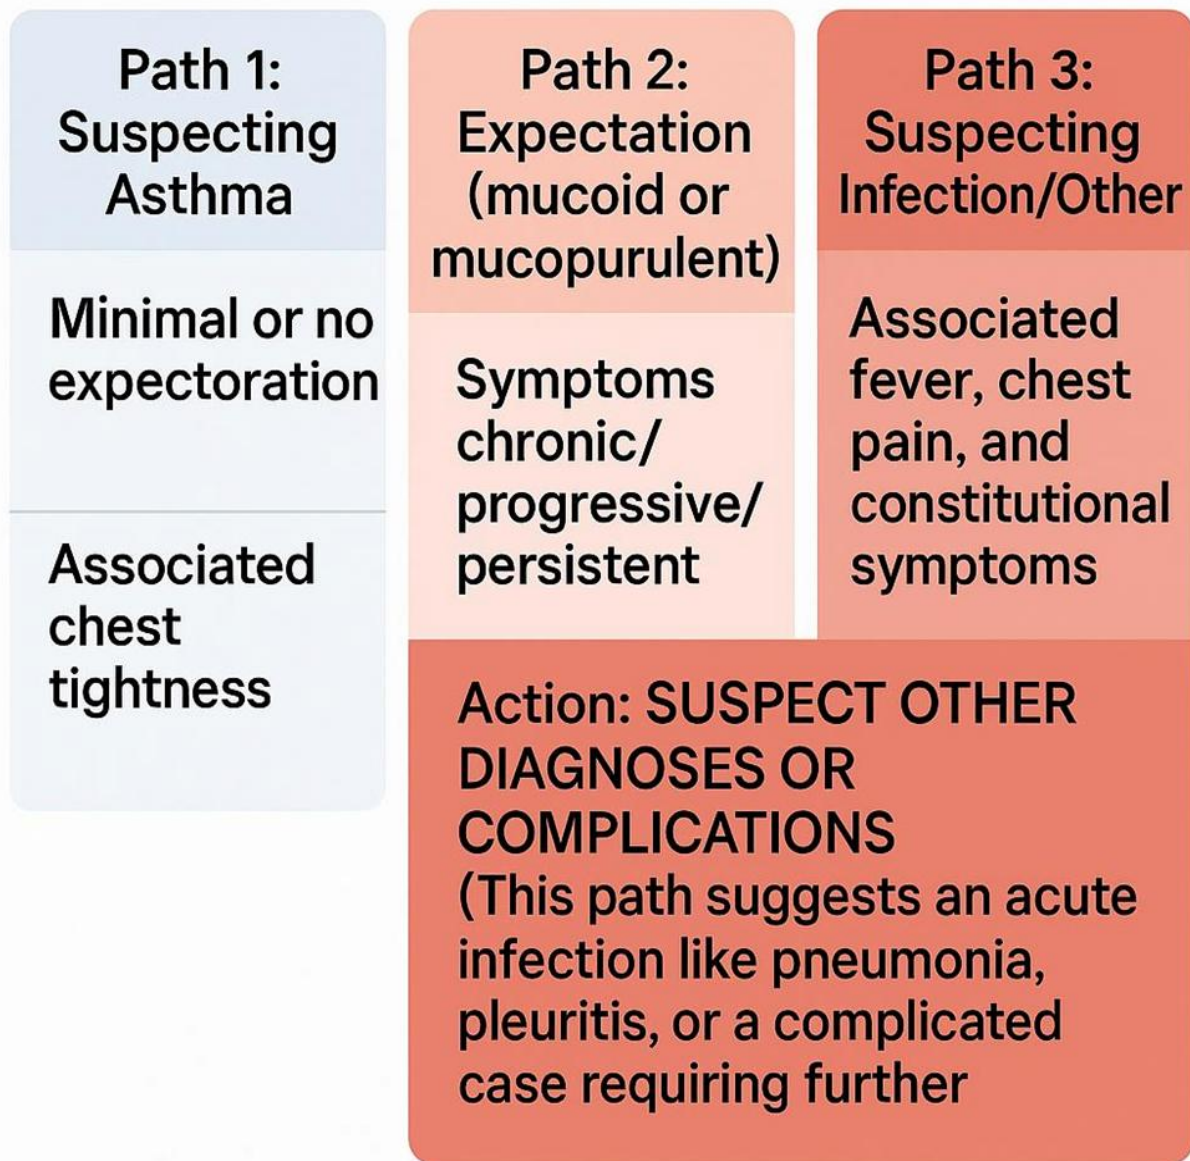 Path 1:
Suspecting
Asthma
Minimal or no
expectoration
Associated
chest
tightness
Path 2:
Expectation
(mucoid or
mucopurulent)
Symptoms
chronic/
progressive/
persistent
Path 3:
Suspecting
Infection/Other
Associated
fever, chest
pain, and
constitutional
symptoms
Action: SUSPECT OTHER
DIAGNOSES OR
COMPLICATIONS
(This path suggests an acute
infection like pneumonia,
pleuritis, or a complicated
case requiring further